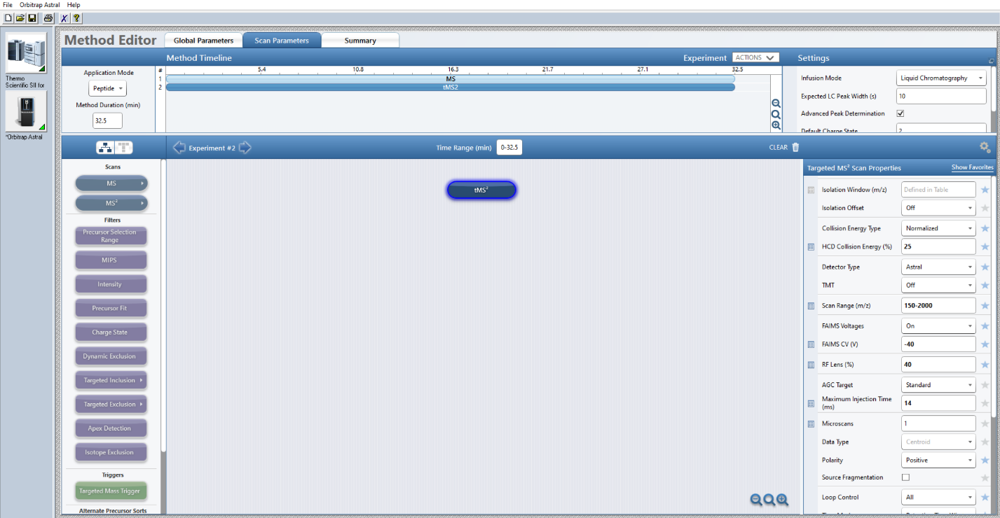 File Orbitrap Astral Help
Method Editor Global Parameters Scan Parameters Summary
Thermo
Scientific SII for
*Orbitrap Astral
Method Timeline Experiment ACTIONS Settings
Application Mode
Peptide
Method Duration (min)
32.5
# 5.4 10.8 16.3 21.7 27.1 32.5
1 MS
2 tMS2
Infusion Mode Liquid Chromatography
Expected LC Peak Width (s) 10
Advanced Peak Determination
Default Charge State 2
Experiment #2 Time Range (min) 0-32.5 CLEAR
Scans
MS
MS²
Filters
Precursor Selection
Range
MIPS
Intensity
Precursor Fit
Charge State
Dynamic Exclusion
Targeted Inclusion
Targeted Exclusion
Apex Detection
Isotope Exclusion
Triggers
Targeted Mass Trigger
Alternate Precursor Sorts
tMS²
Targeted MS² Scan Properties Show Favorites
Isolation Window (m/z) Defined in Table
Isolation Offset Off
Collision Energy Type Normalized
HCD Collision Energy (%) 25
Detector Type Astral
TMT Off
Scan Range (m/z) 150-2000
FAIMS Voltages On
FAIMS CV (V) -40
RF Lens (%) 40
AGC Target Standard
Maximum Injection Time
(ms) 14
Microscans 1
Data Type Centroid
Polarity Positive
Source Fragmentation
Loop Control All